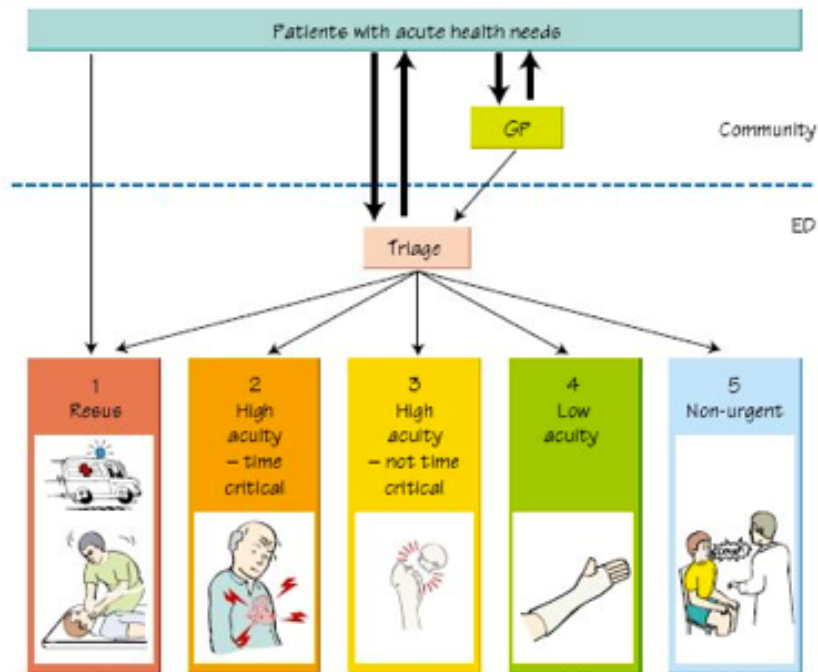 Patients with acute health needs
GP
Community
ED
Triage
1
Resus
2
High
acuity
– time
critical
3
High
acuity
– not time
critical
4
Low
acuity
5
Non-urgent